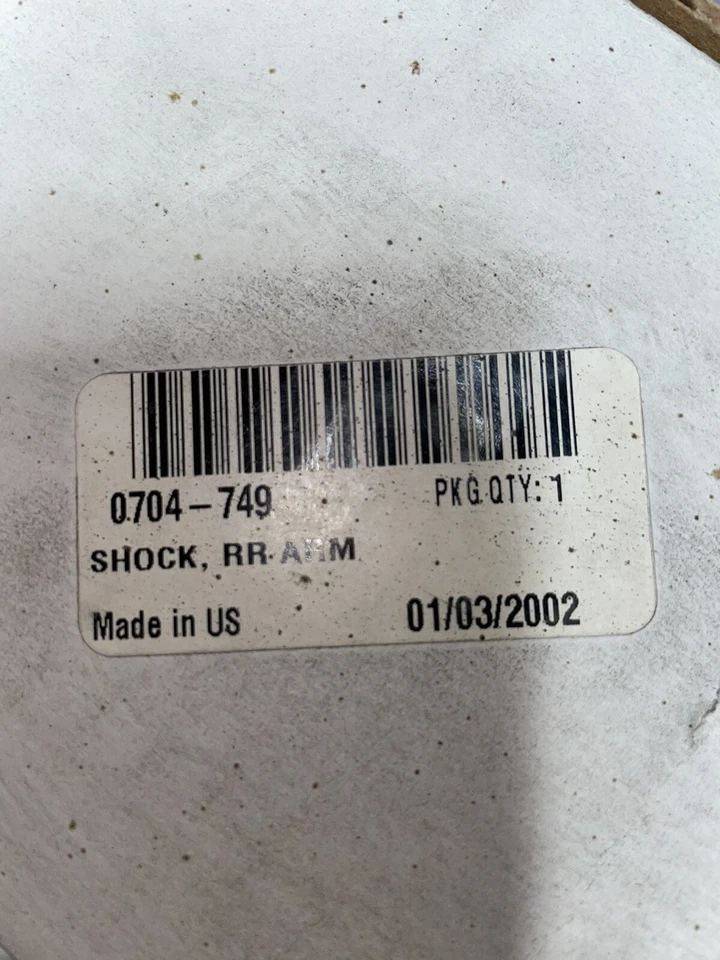 0704-749 PKG QTY: 1
SHOCK, RR ARM
Made in US 01/03/2002